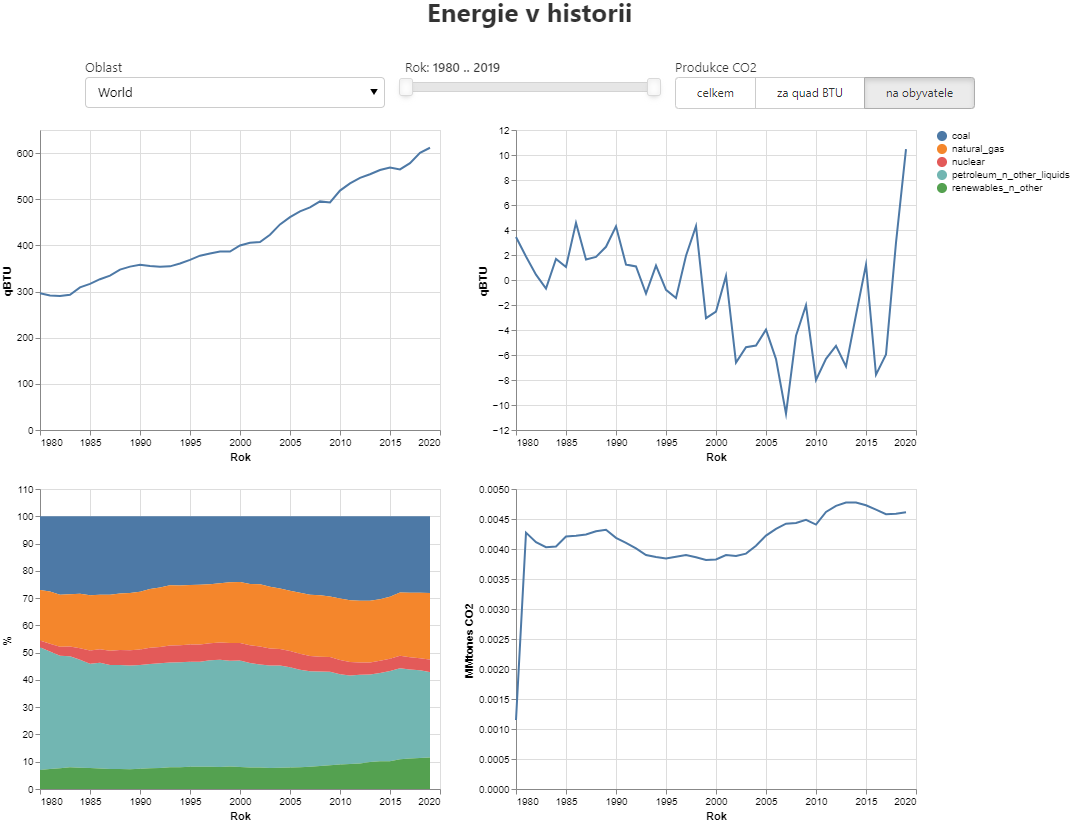 Energie v historii
Oblast
World
Rok: 1980 .. 2019
Produkce CO2
celkem
za quad BTU
na obyvatele
600
500
400
300
200
100
0
qBTU
1980 1985 1990 1995 2000 2005 2010 2015 2020
Rok
12
10
8
6
4
2
0
−2
−4
−6
−8
−10
−12
qBTU
1980 1985 1990 1995 2000 2005 2010 2015 2020
Rok
coal
natural_gas
nuclear
petroleum_n_other_liquids
renewables_n_other
110
100
90
80
70
60
50
40
30
20
10
0
%
1980 1985 1990 1995 2000 2005 2010 2015 2020
Rok
0.0050
0.0045
0.0040
0.0035
0.0030
0.0025
0.0020
0.0015
0.0010
0.0005
0.0000
MMtones CO2
1980 1985 1990 1995 2000 2005 2010 2015 2020
Rok